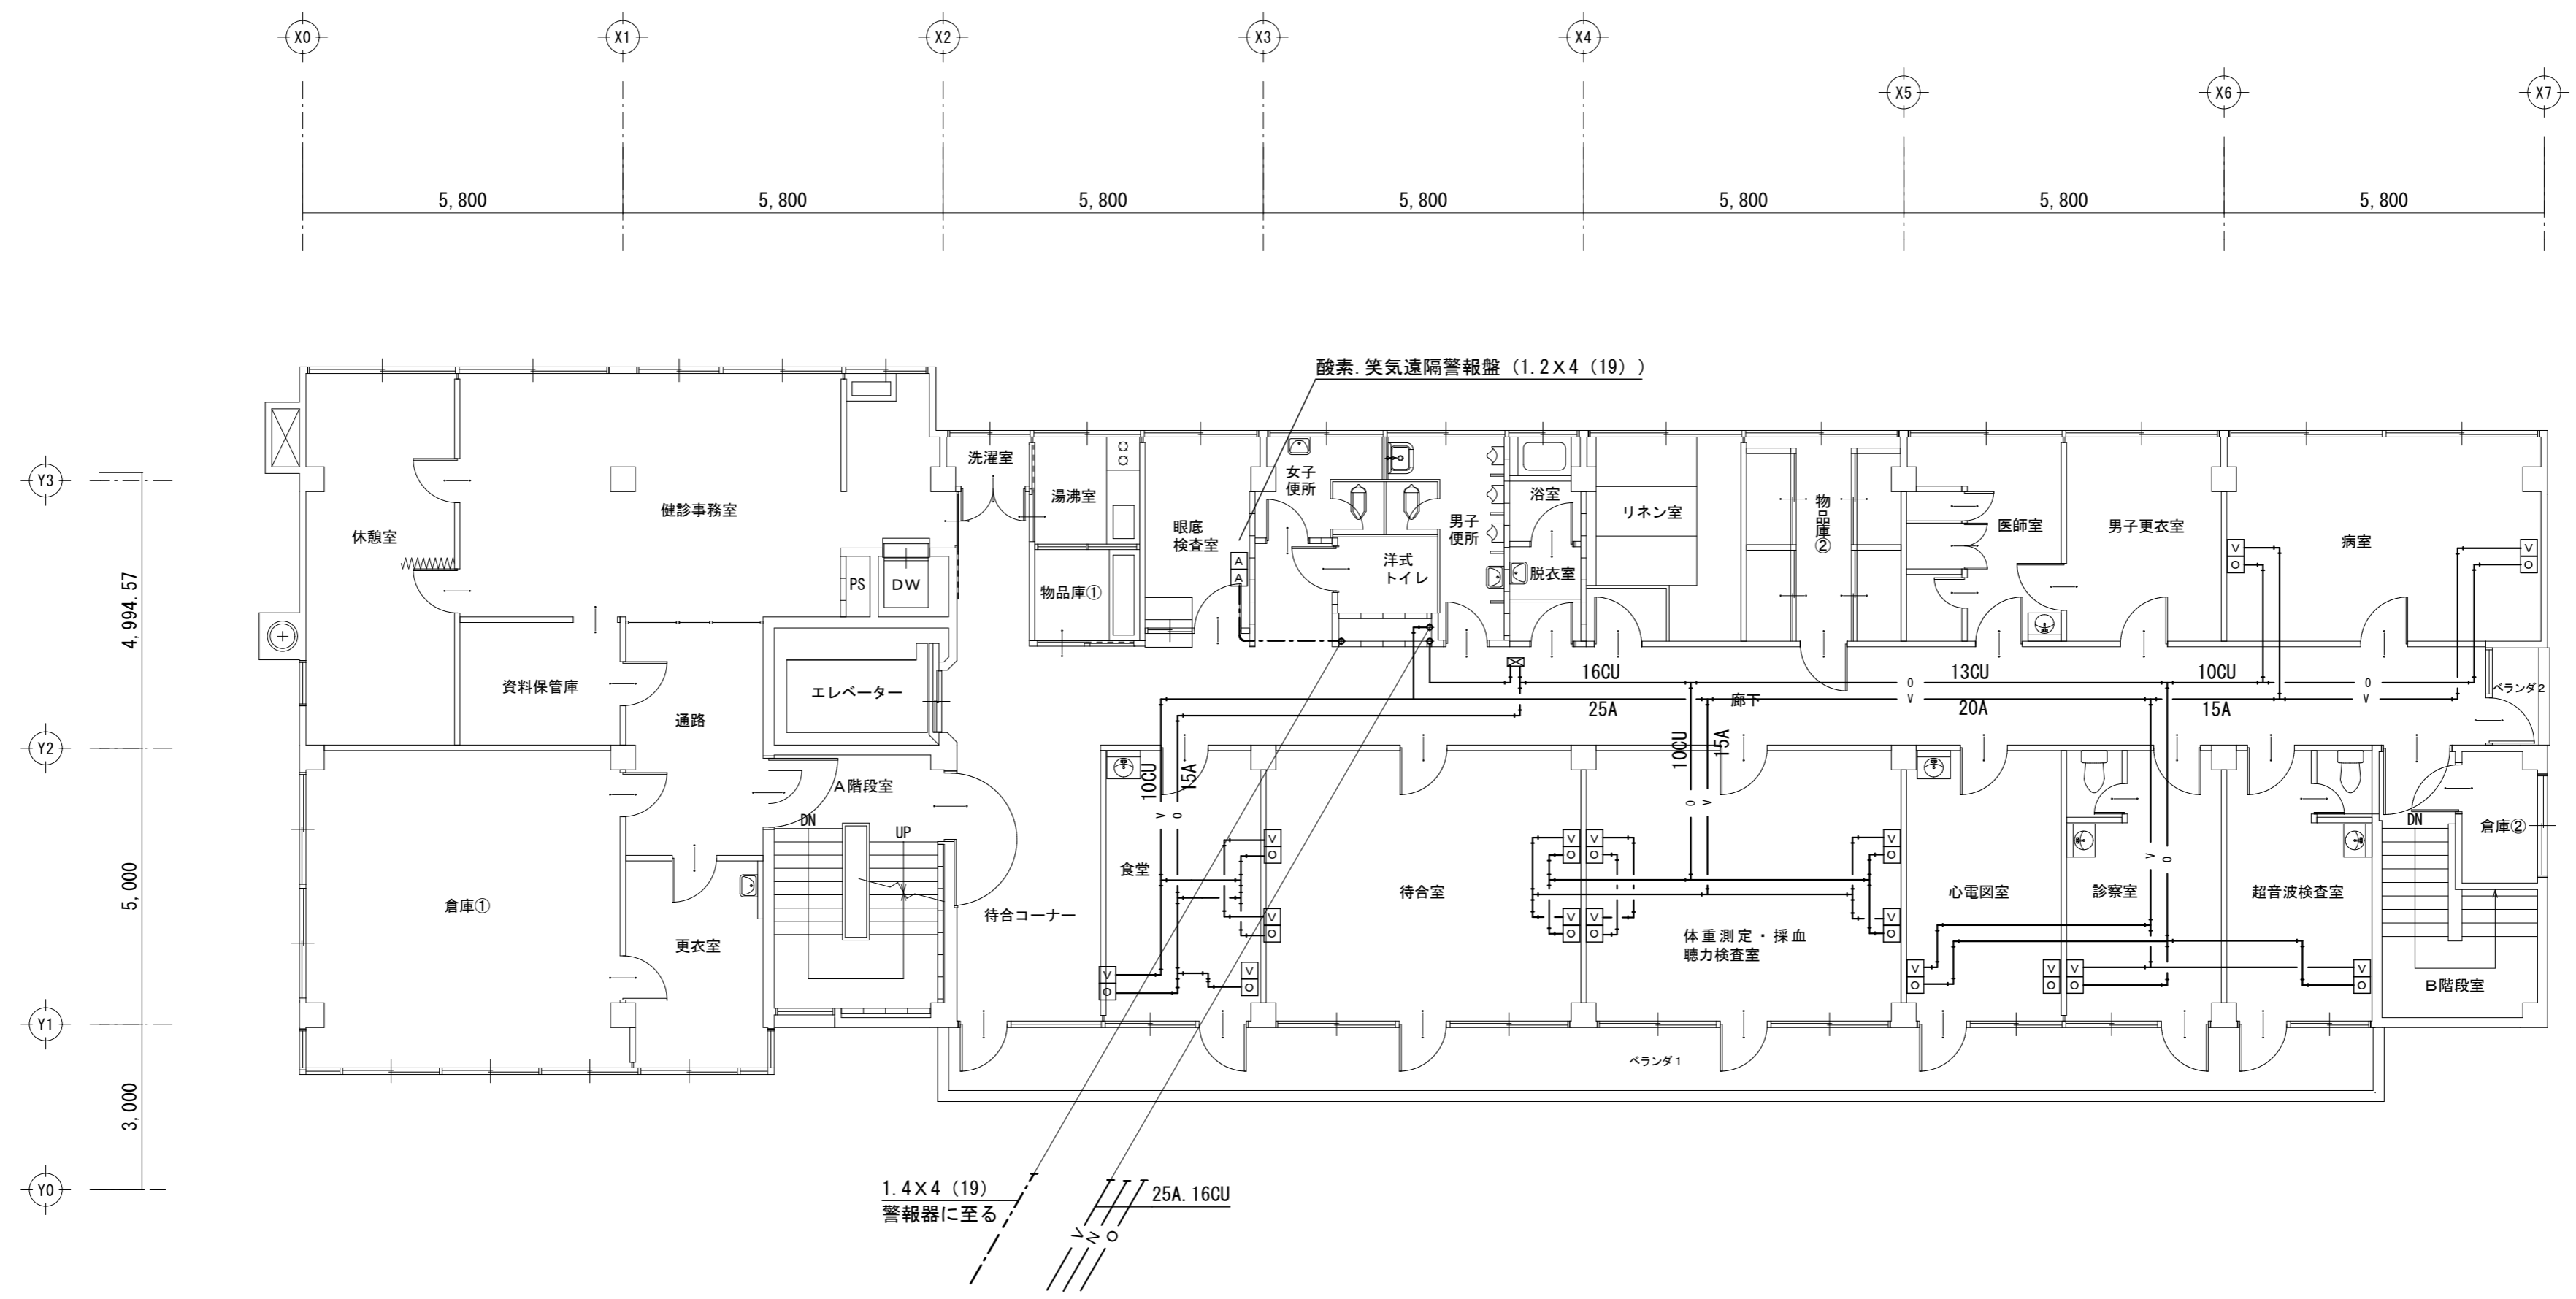 X0
X1
X2
X3
X4
X5
X6
X7
5,800
5,800
5,800
5,800
5,800
5,800
5,800
酸素.笑気遠隔警報盤（1.2×4（19））
Y3
Y2
Y1
Y0
4,994.57
5,000
3,000
休憩室
健診事務室
PS
DW
資料保管庫
通路
エレベーター
洗濯室
湯沸室
物品庫①
眼底
検査室
A
A
女子
便所
男子
便所
洋式
トイレ
浴室
脱衣室
リネン室
物品庫②
医師室
男子更衣室
病室
V
O
V
O
16CU
13CU
10CU
O
O
廊下
V
V
25A
20A
15A
ベランダ2
10CU
15A
10CU
15A
V
O
O
V
V
O
A階段室
DN
UP
倉庫①
更衣室
待合コーナー
食堂
V
O
V
O
V
O
V
O
待合室
V
O
V
O
V
O
V
O
体重測定・採血
聴力検査室
V
O
V
O
心電図室
V
O
V
O
診察室
V
O
超音波検査室
V
O
DN
倉庫②
B階段室
ベランダ1
1.4×4（19）
警報器に至る
25A.16CU
V
N
O